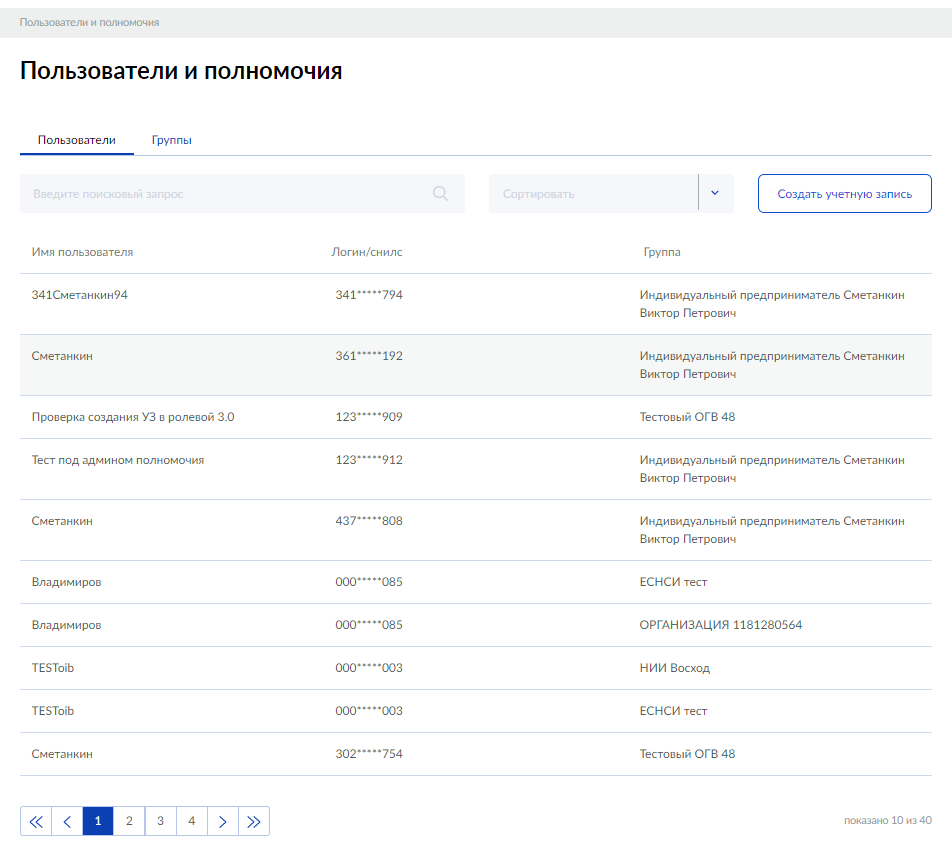 Пользователи и полномочия
Пользователи и полномочия
Пользователи Группы
Введите поисковый запрос Сортировать Создать учетную запись
Имя пользователя Логин/снилс Группа
341Сметанкин94 341*****794 Индивидуальный предприниматель Сметанкин
Виктор Петрович
Сметанкин 361*****192 Индивидуальный предприниматель Сметанкин
Виктор Петрович
Проверка создания УЗ в ролевой 3.0 123*****909 Тестовый ОГВ 48
Тест под админом полномочия 123*****912 Индивидуальный предприниматель Сметанкин
Виктор Петрович
Сметанкин 437*****808 Индивидуальный предприниматель Сметанкин
Виктор Петрович
Владимиров 000*****085 ЕСНСИ тест
Владимиров 000*****085 ОРГАНИЗАЦИЯ 1181280564
TESToib 000*****003 НИИ Восход
TESToib 000*****003 ЕСНСИ тест
Сметанкин 302*****754 Тестовый ОГВ 48
1 2 3 4 показано 10 из 40